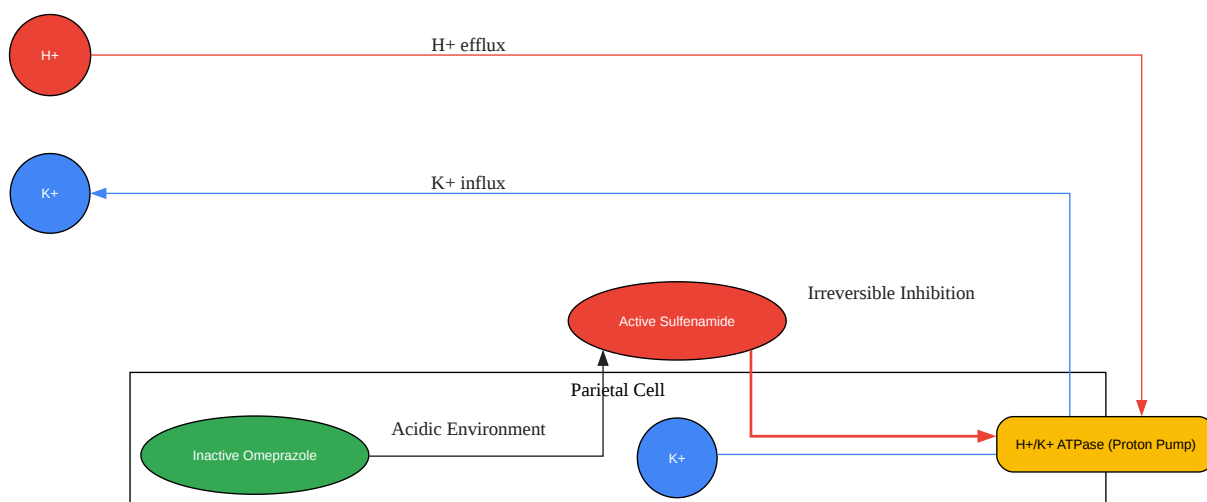 H+
H+ efflux
K+
K+ influx
Irreversible Inhibition
Active Sulfenamide
Parietal Cell
Acidic Environment
Inactive Omeprazole
K+
H+/K+ ATPase (Proton Pump)